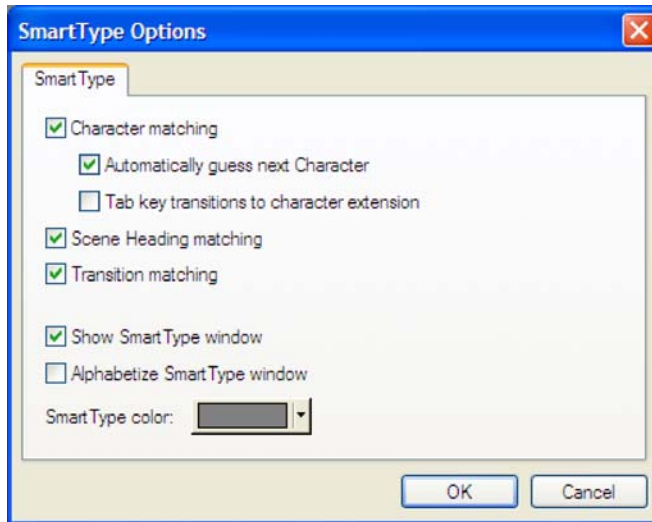 SmartType Options
SmartType
Character matching
Automatically guess next Character
Tab key transitions to character extension
Scene Heading matching
Transition matching
Show SmartType window
Alphabetize SmartType window
SmartType color:
OK Cancel